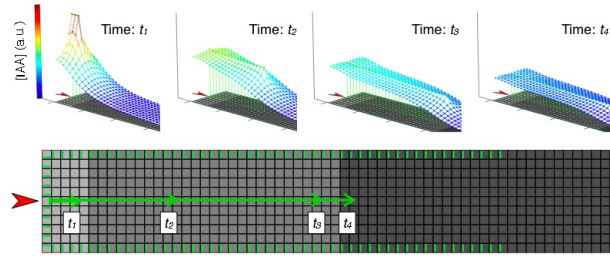 [IAA] (a.u.)
Time: t₁
Time: t₂
Time: t₃
Time: t₄
t₁
t₂
t₃
t₄